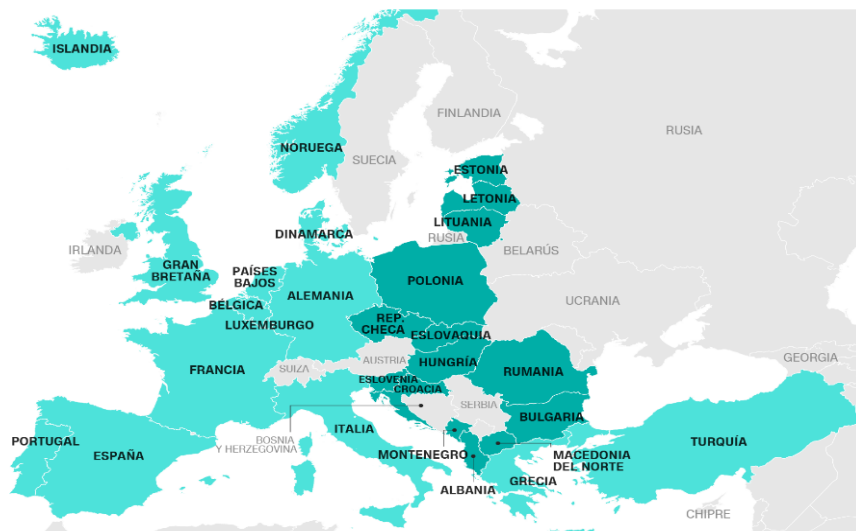 ISLANDIA
NORUEGA
SUECIA
FINLANDIA
RUSIA
ESTONIA
LETONIA
LITUANIA
RUSIA
DINAMARCA
IRLANDA
GRAN
BRETAÑA
PAÍSES
BAJOS
BÉLGICA
LUXEMBURGO
ALEMANIA
POLONIA
BELARÚS
UCRANIA
REP.
CHECA
ESLOVAQUIA
FRANCIA
SUIZA
AUSTRIA
HUNGRÍA
RUMANIA
GEORGIA
ESLOVENIA
CROACIA
SERBIA
BULGARIA
PORTUGAL
ESPAÑA
ITALIA
BOSNIA
Y HERZEGOVINA
MONTENEGRO
ALBANIA
MACEDONIA
DEL NORTE
GRECIA
TURQUÍA
CHIPRE